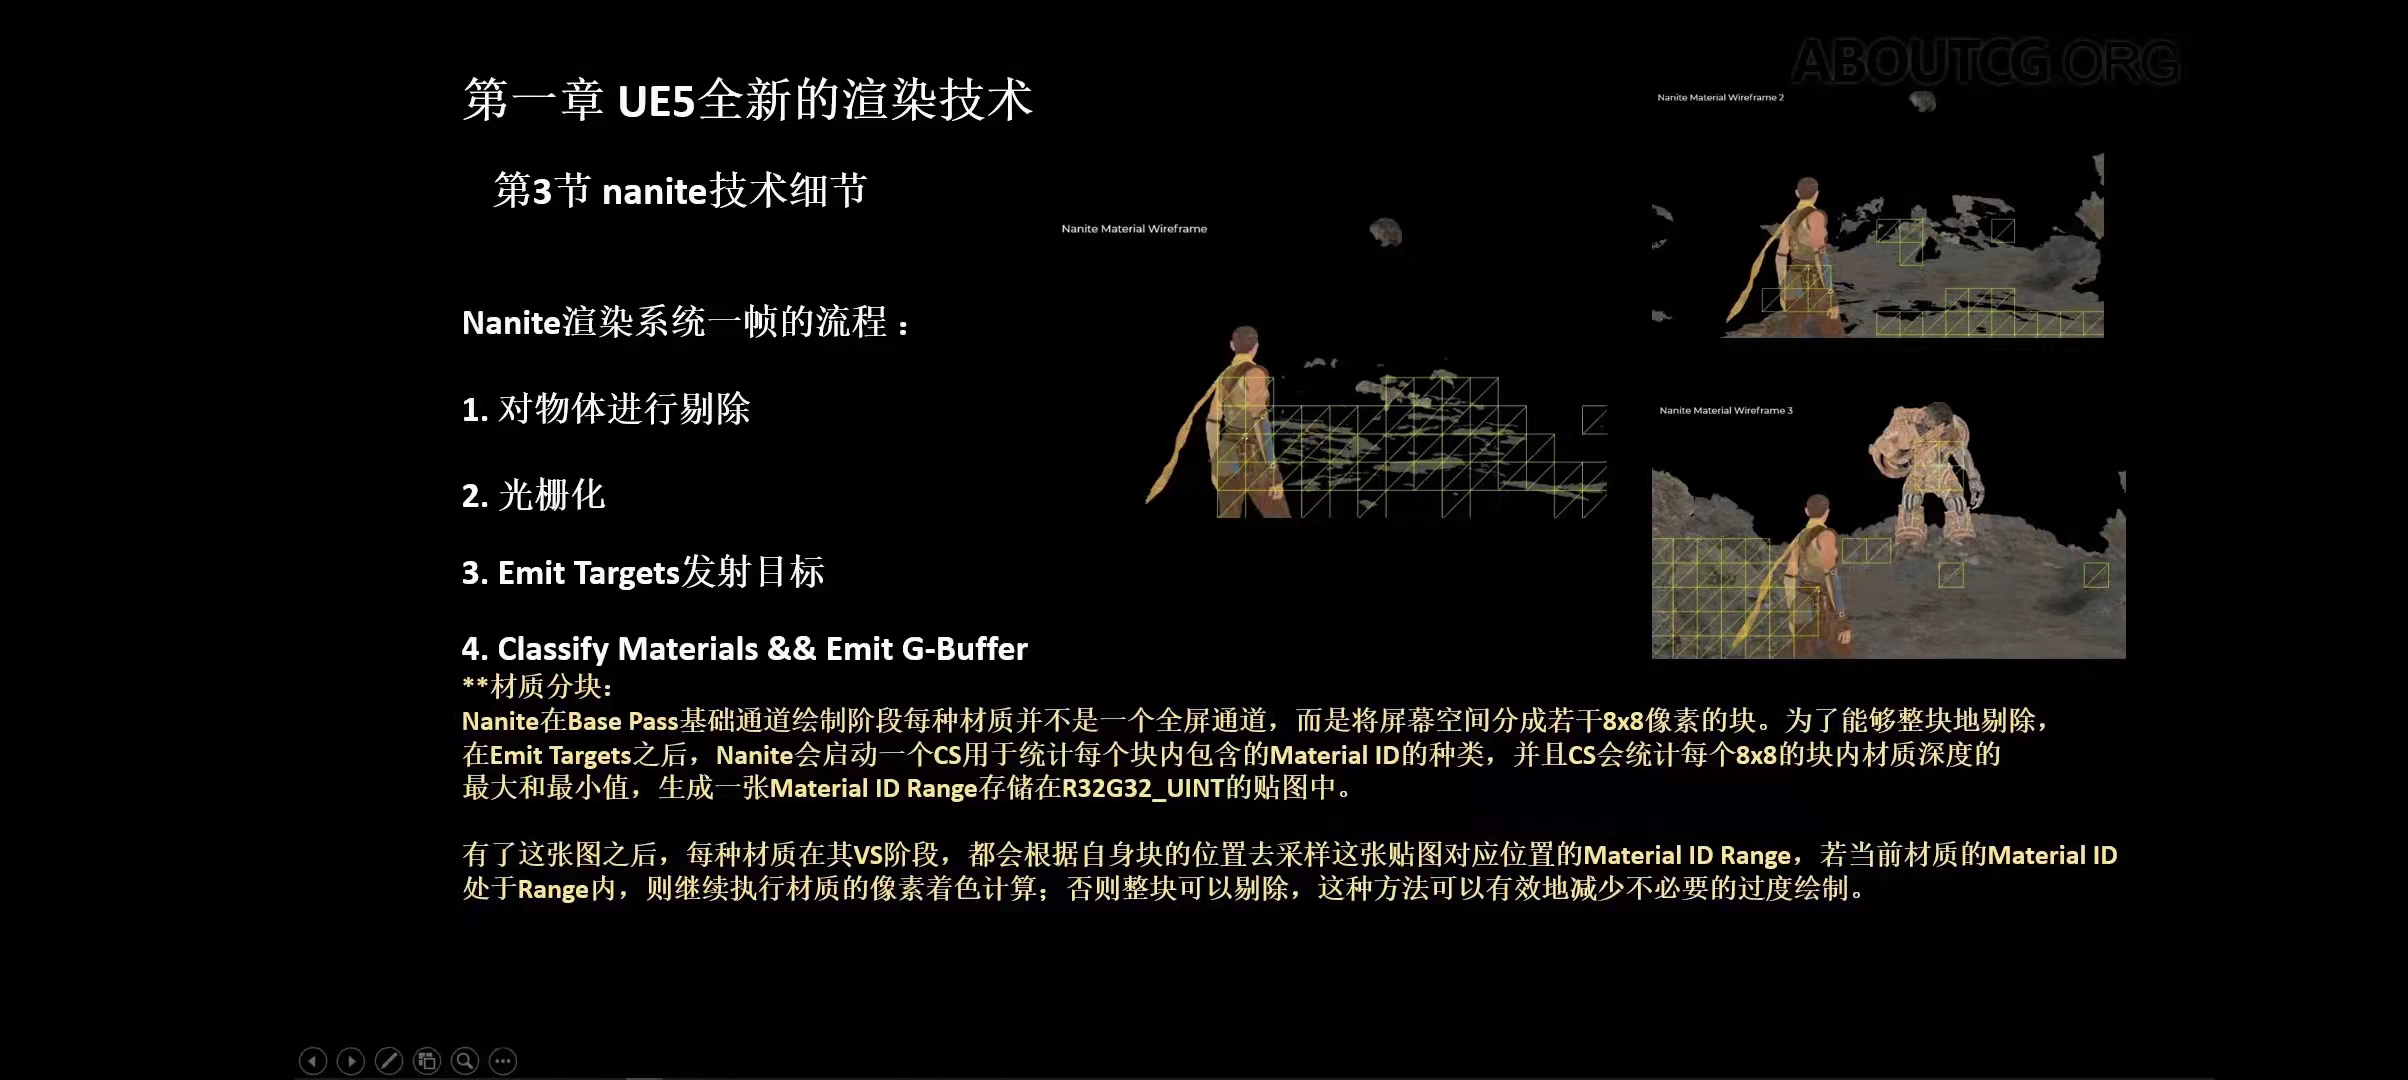 ABOUTCG.ORG
第一章 UE5全新的渲染技术
第3节 nanite技术细节
Nanite Material Wireframe
Nanite Material Wireframe 2
Nanite Material Wireframe 3
Nanite渲染系统一帧的流程：
1. 对物体进行剔除
2. 光栅化
3. Emit Targets发射目标
4. Classify Materials && Emit G-Buffer
**材质分块：
Nanite在Base Pass基础通道绘制阶段每种材质并不是一个全屏通道，而是将屏幕空间分成若干8x8像素的块。为了能够整块地剔除，
在Emit Targets之后，Nanite会启动一个CS用于统计每个块内包含的Material ID的种类，并且CS会统计每个8x8的块内材质深度的
最大和最小值，生成一张Material ID Range存储在R32G32_UINT的贴图中。
有了这张图之后，每种材质在其VS阶段，都会根据自身块的位置去采样这张贴图对应位置的Material ID Range，若当前材质的Material ID
处于Range内，则继续执行材质的像素着色计算；否则整块可以剔除，这种方法可以有效地减少不必要的过度绘制。